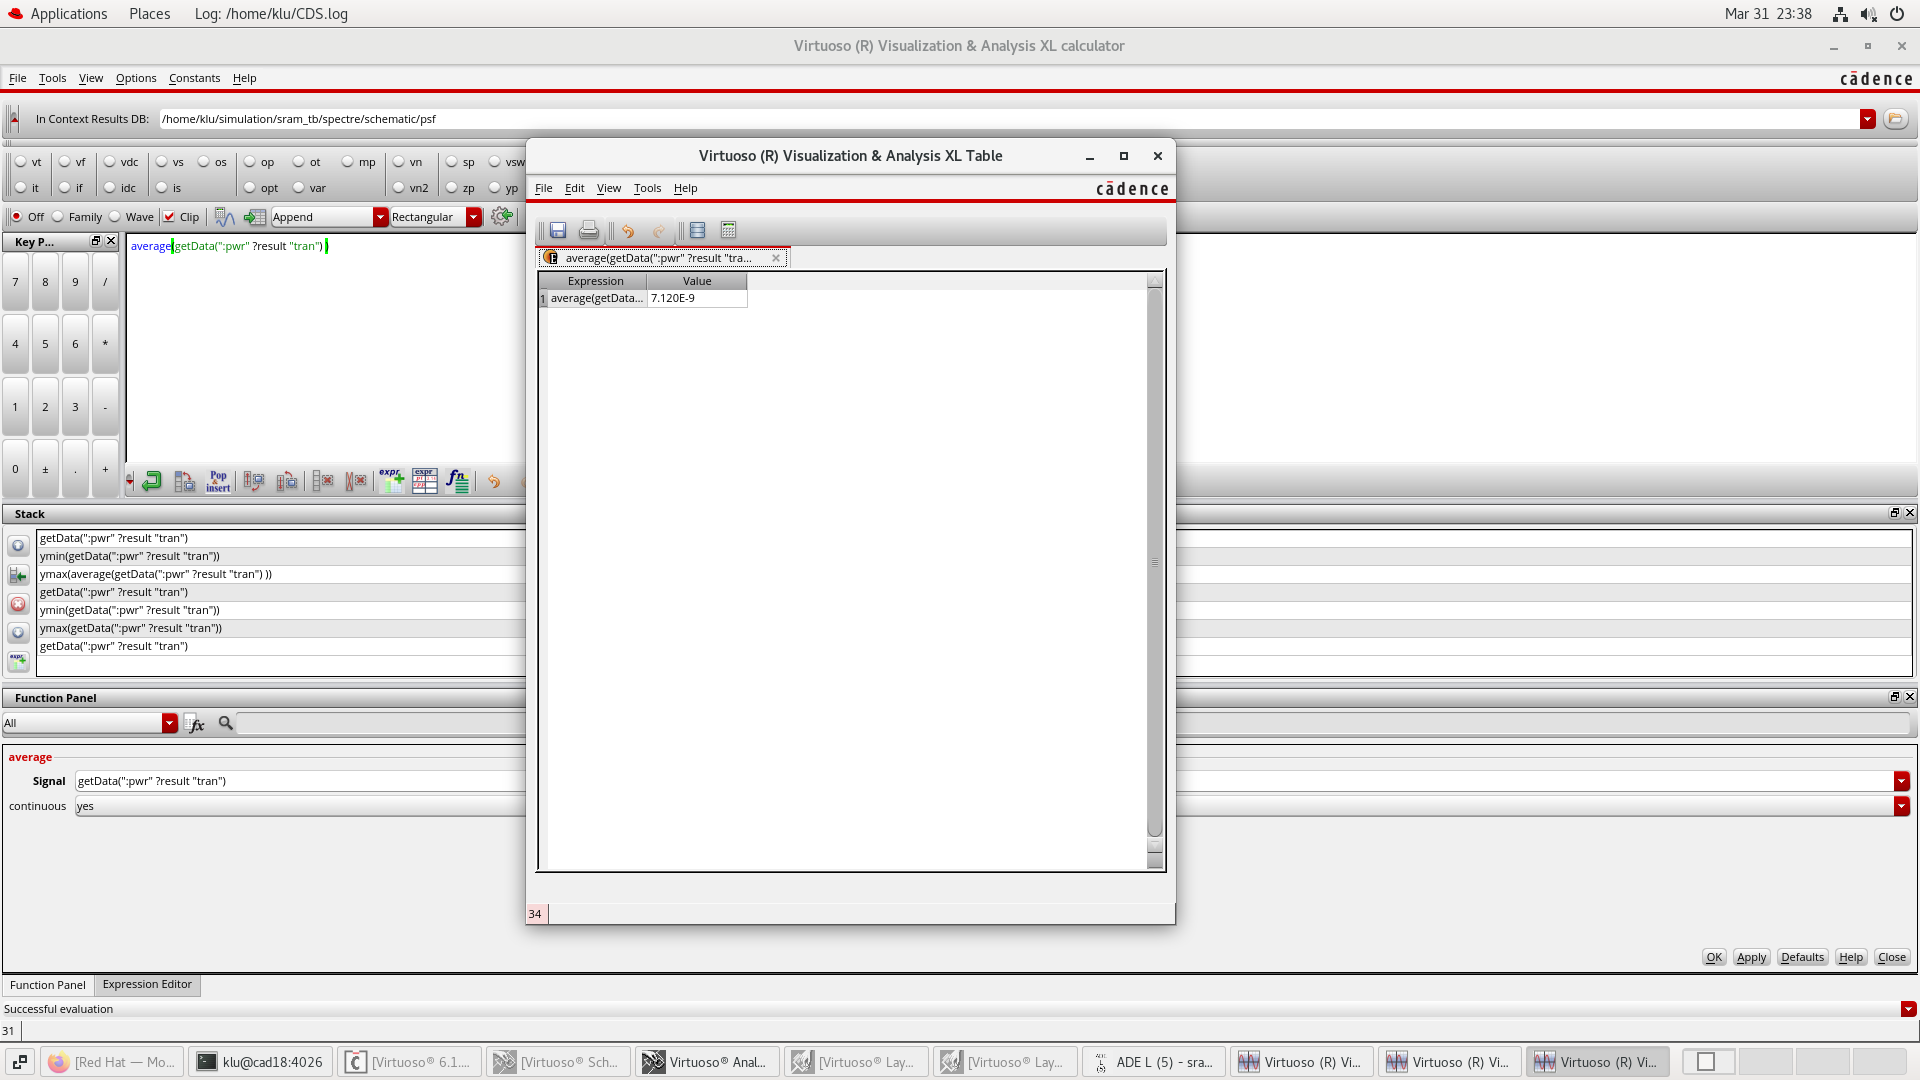 Applications Places Log: /home/klu/CDS.log Mar 31 23:38
Virtuoso (R) Visualization & Analysis XL calculator
File Tools View Options Constants Help cādence
In Context Results DB: /home/klu/simulation/sram_tb/spectre/schematic/psf
vt vf vdc vs os op ot mp vn sp vsw
it if idc is opt var vn2 zp yp
Off Family Wave Clip Append Rectangular
Key P...
7 8 9 /
4 5 6 *
1 2 3 -
0 ± . +
average(getData(":pwr" ?result "tran") )
Pop & insert expr expr fn
Stack
getData(":pwr" ?result "tran")
ymin(getData(":pwr" ?result "tran"))
ymax(average(getData(":pwr" ?result "tran") ))
getData(":pwr" ?result "tran")
ymin(getData(":pwr" ?result "tran"))
ymax(getData(":pwr" ?result "tran"))
getData(":pwr" ?result "tran")
expr
Function Panel
All fx
average
Signal getData(":pwr" ?result "tran")
continuous yes
OK Apply Defaults Help Close
Function Panel Expression Editor
Successful evaluation
31
Virtuoso (R) Visualization & Analysis XL Table
File Edit View Tools Help cādence
average(getData(":pwr" ?result "tra...
Expression Value
1 average(getData... 7.120E-9
34
[Red Hat — Mo... klu@cad18:4026 [Virtuoso® 6.1.... [Virtuoso® Sch... Virtuoso® Anal... [Virtuoso® Lay... [Virtuoso® Lay... ADE L (5) - sra... Virtuoso (R) Vi... Virtuoso (R) Vi... Virtuoso (R) Vi...